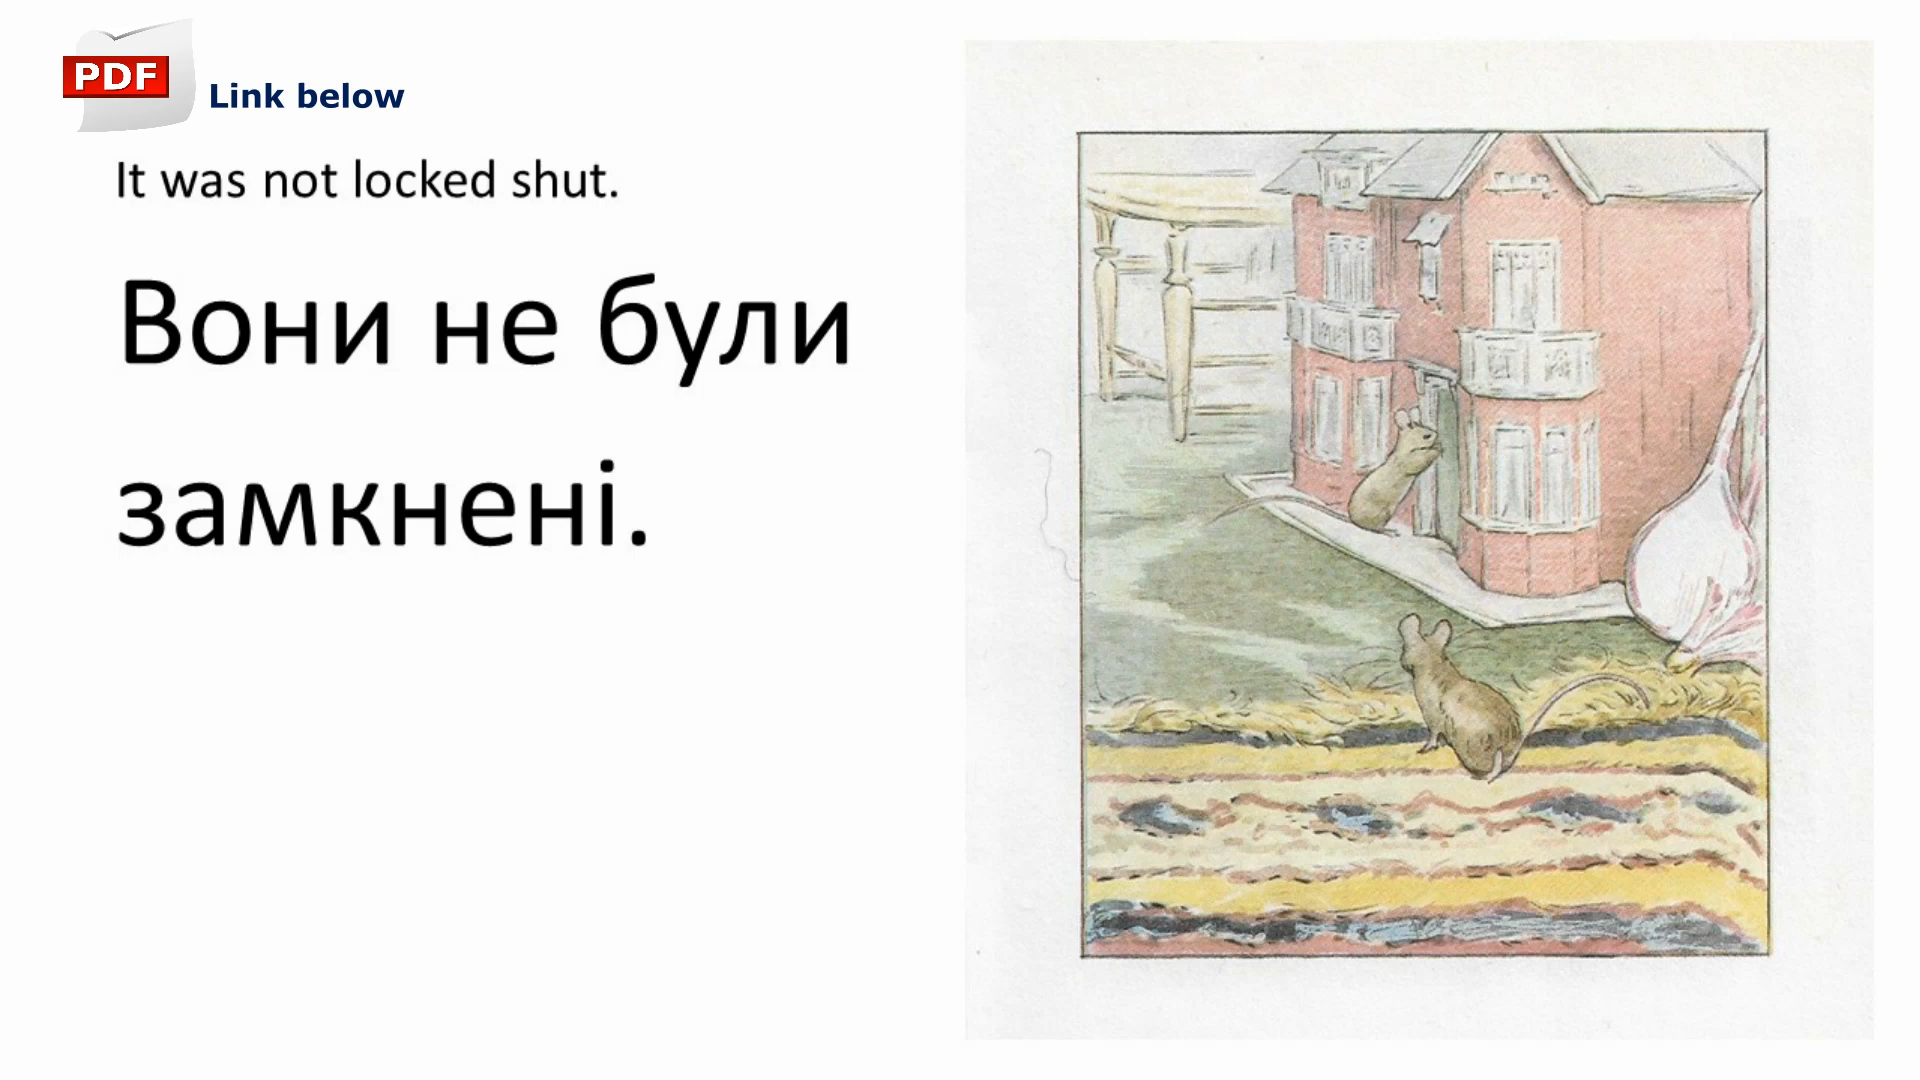 PDF
Link below
It was not locked shut.
Вони не були
замкнені.